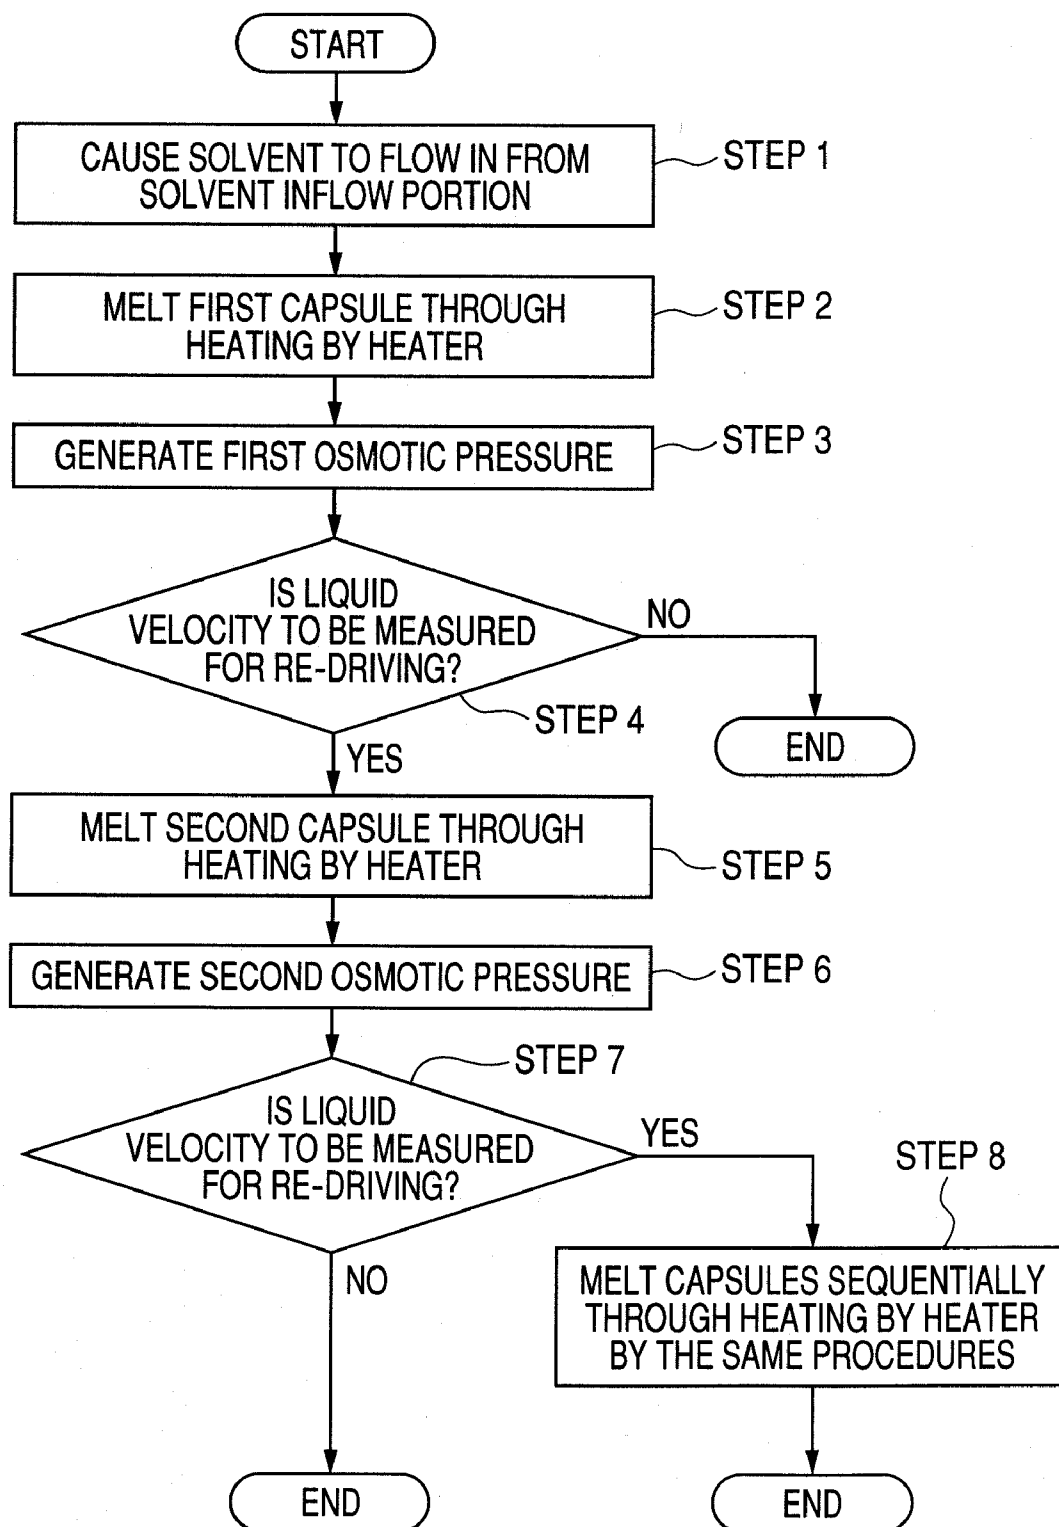 START
CAUSE SOLVENT TO FLOW IN FROM
SOLVENT INFLOW PORTION
STEP 1
MELT FIRST CAPSULE THROUGH
HEATING BY HEATER
STEP 2
GENERATE FIRST OSMOTIC PRESSURE
STEP 3
IS LIQUID
VELOCITY TO BE MEASURED
FOR RE-DRIVING?
NO
STEP 4
END
YES
MELT SECOND CAPSULE THROUGH
HEATING BY HEATER
STEP 5
GENERATE SECOND OSMOTIC PRESSURE
STEP 6
STEP 7
IS LIQUID
VELOCITY TO BE MEASURED
FOR RE-DRIVING?
YES
STEP 8
NO
MELT CAPSULES SEQUENTIALLY
THROUGH HEATING BY HEATER
BY THE SAME PROCEDURES
END
END